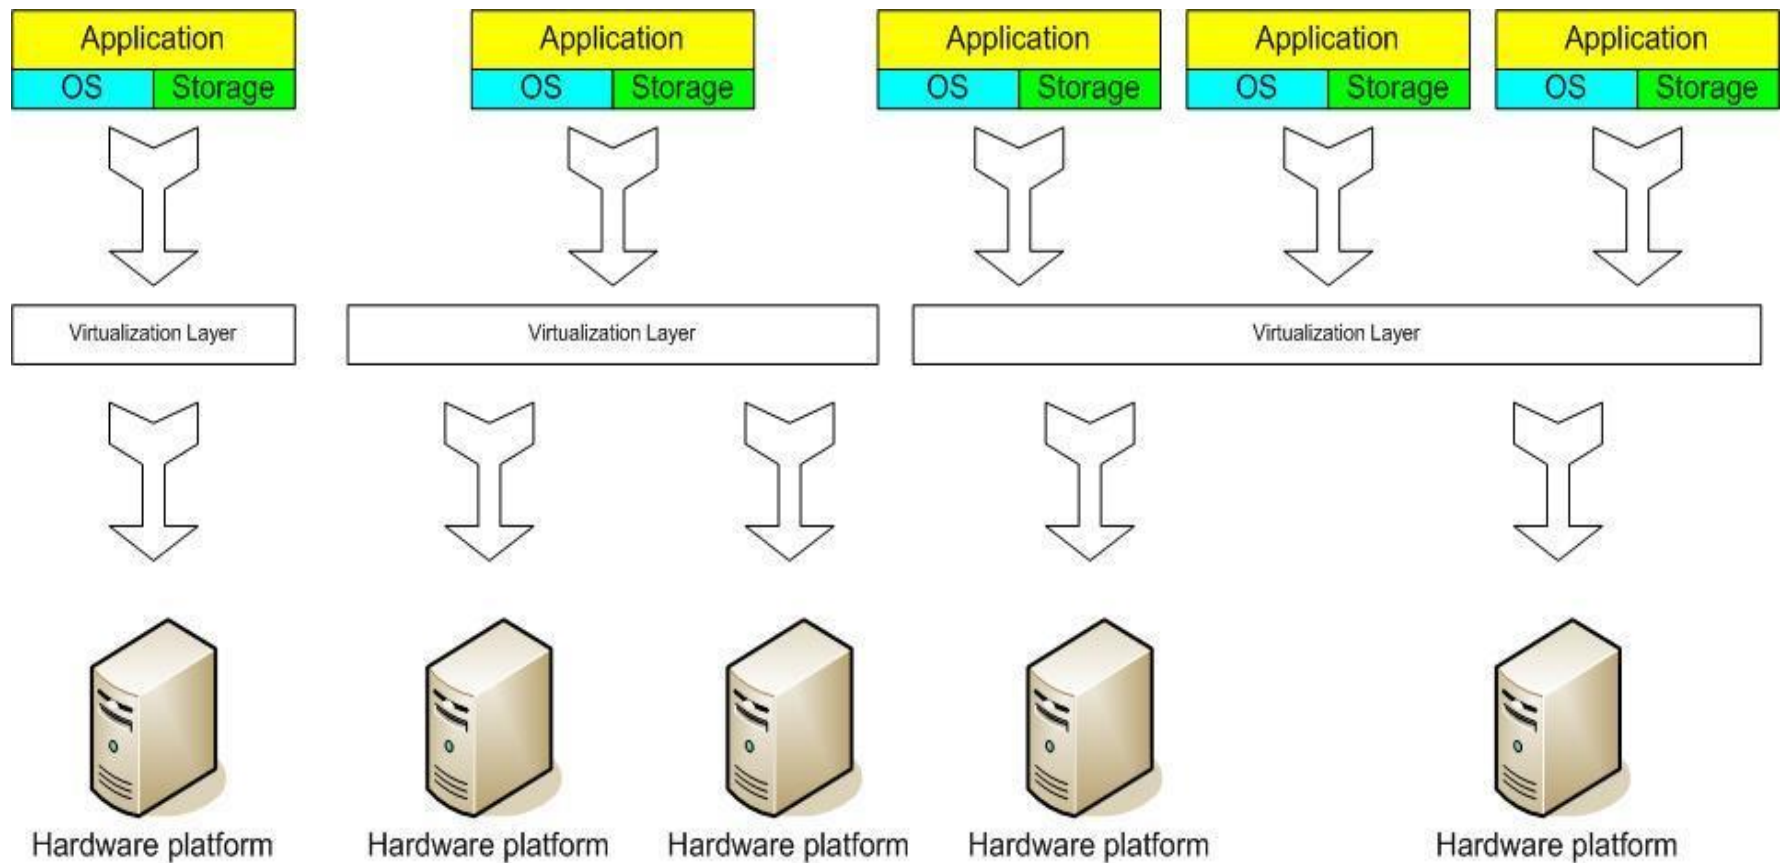 Application Application Application Application Application
OS Storage OS Storage OS Storage OS Storage OS Storage
Virtualization Layer Virtualization Layer Virtualization Layer
Hardware platform Hardware platform Hardware platform Hardware platform Hardware platform